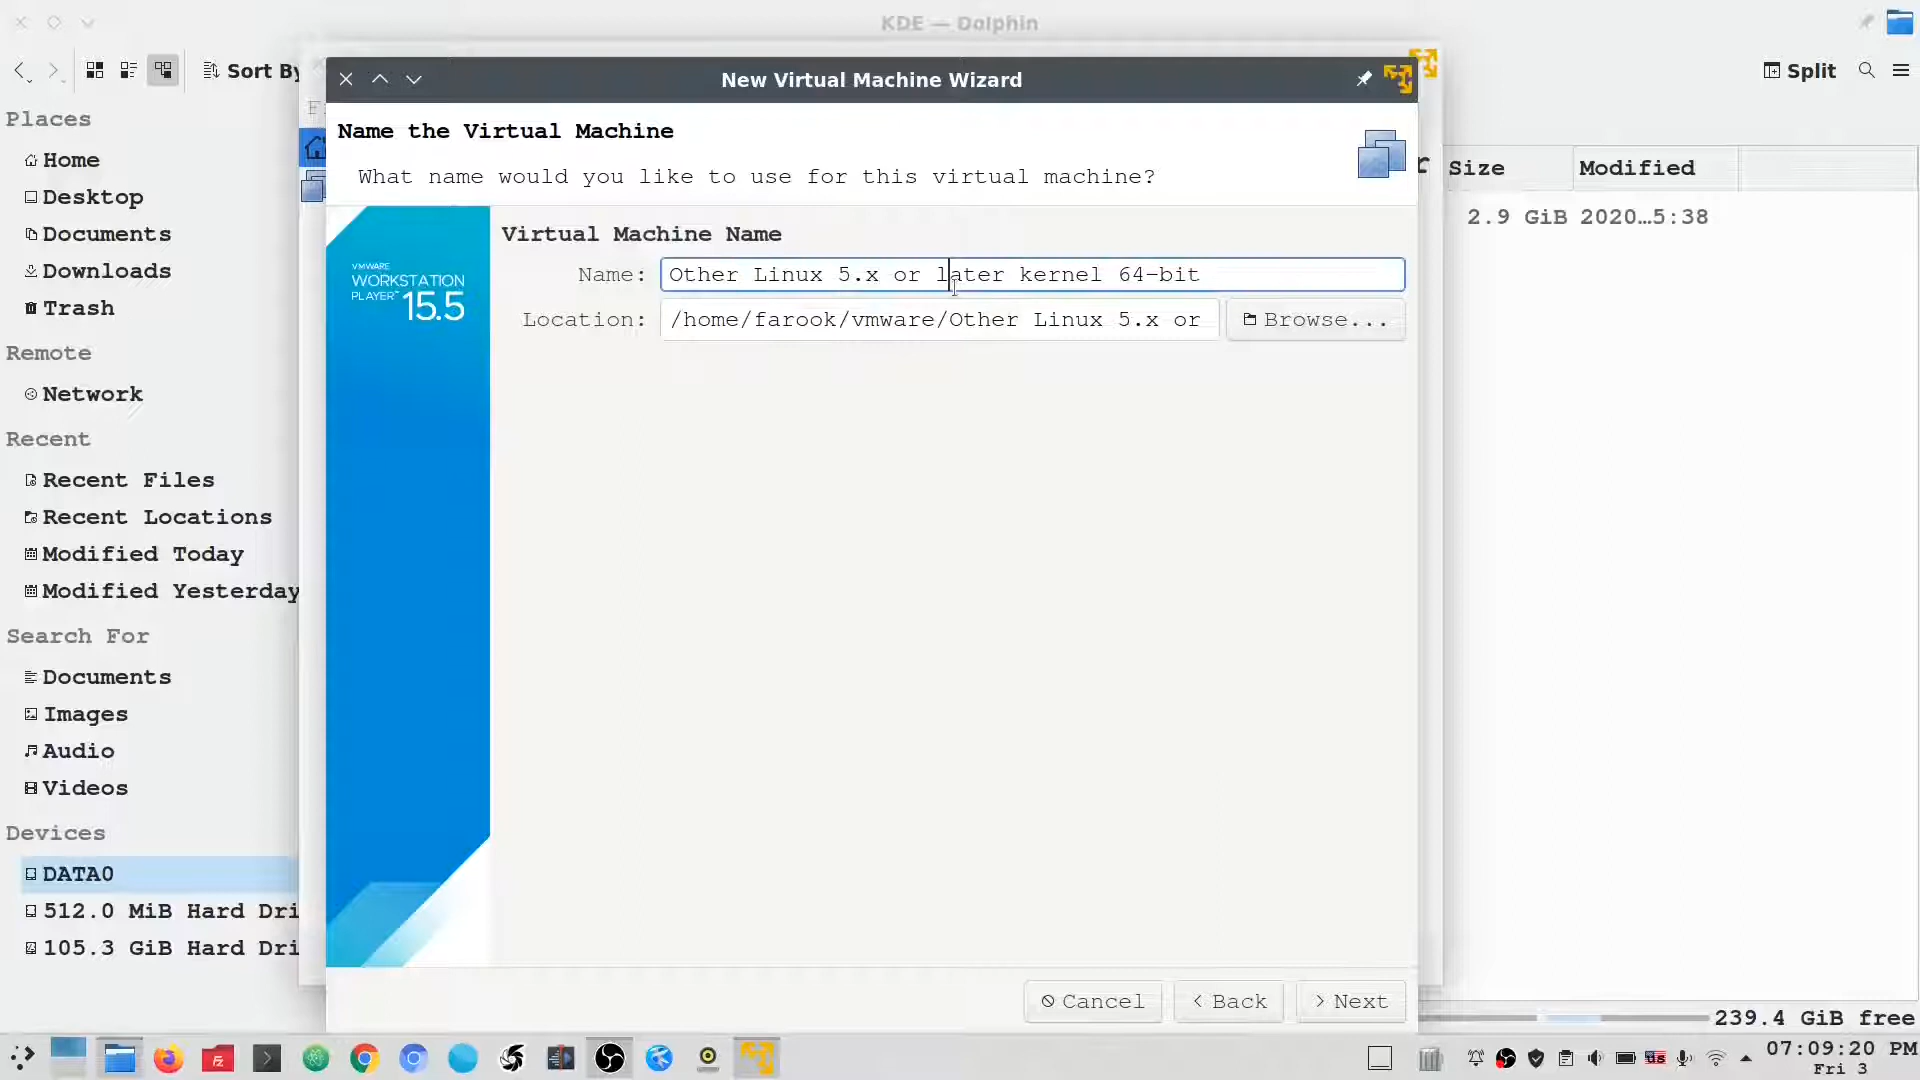 KDE — Dolphin
Sort By
Split
Places
Home
Desktop
Documents
Downloads
Trash
Remote
Network
Recent
Recent Files
Recent Locations
Modified Today
Modified Yesterday
Search For
Documents
Images
Audio
Videos
Devices
DATA0
512.0 MiB Hard Dri
105.3 GiB Hard Dri
New Virtual Machine Wizard
Name the Virtual Machine
What name would you like to use for this virtual machine?
VMWARE
WORKSTATION
PLAYER™ 15.5
Virtual Machine Name
Name: Other Linux 5.x or later kernel 64-bit
Location: /home/farook/vmware/Other Linux 5.x or
Browse...
Cancel
Back
Next
Size
Modified
2.9 GiB 2020…5:38
239.4 GiB free
07:09:20 PM
Fri 3